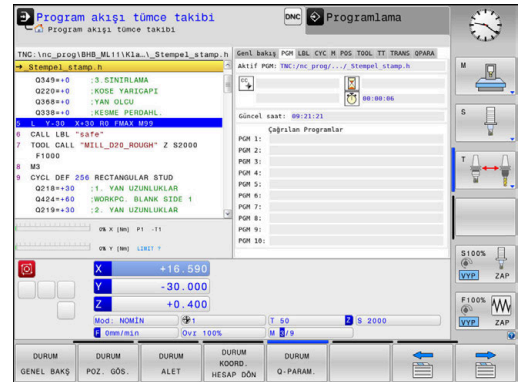 Program akışı tümce takibi
Program akışı tümce takibi
DNC
Programlama
TNC:\nc_prog\BHB_ML11\Kla…\_Stempel_stamp.h
→_Stempel_stamp.h
Q349=+0 ;3.SINIRLAMA
Q220=+0 ;KOSE YARICAPI
Q368=+0 ;YAN OLCU
Q338=+0 ;KESME PERDAHL.
5 L Y-30 X+30 R0 FMAX M99
6 CALL LBL "safe"
7 TOOL CALL "MILL_D20_ROUGH" Z S2000
F1000
8 M3
9 CYCL DEF 256 RECTANGULAR STUD
Q218=+30 ;1. YAN UZUNLUKLAR
Q424=+60 ;WORKPC. BLANK SIDE 1
Q219=+30 ;2. YAN UZUNLUKLAR
0% X [Nm] P1 -T1
0% Y [Nm] LIMIT Y
Genl bakış PGM LBL CYC M POS TOOL TT TRANS QPARA
Aktif PGM: TNC:/nc_prog/.../_Stempel_stamp.h
00:00:06
Güncel saat: 09:21:21
Çağrılan Programlar
PGM 1:
PGM 2:
PGM 3:
PGM 4:
PGM 5:
PGM 6:
PGM 7:
PGM 8:
PGM 9:
PGM 10:
X +16.590
Y -30.000
Z +0.400
Mod: NOMİN 1 T 50 Z S 2000
F 0mm/min Ovr 100% M 3/9
M
S
T
S100%
VYP ZAP
F100%
VYP ZAP
DURUM
GENEL BAKŞ
DURUM
POZ. GÖS.
DURUM
ALET
DURUM
KOORD.
HESAP DÖN
DURUM
Q-PARAM.